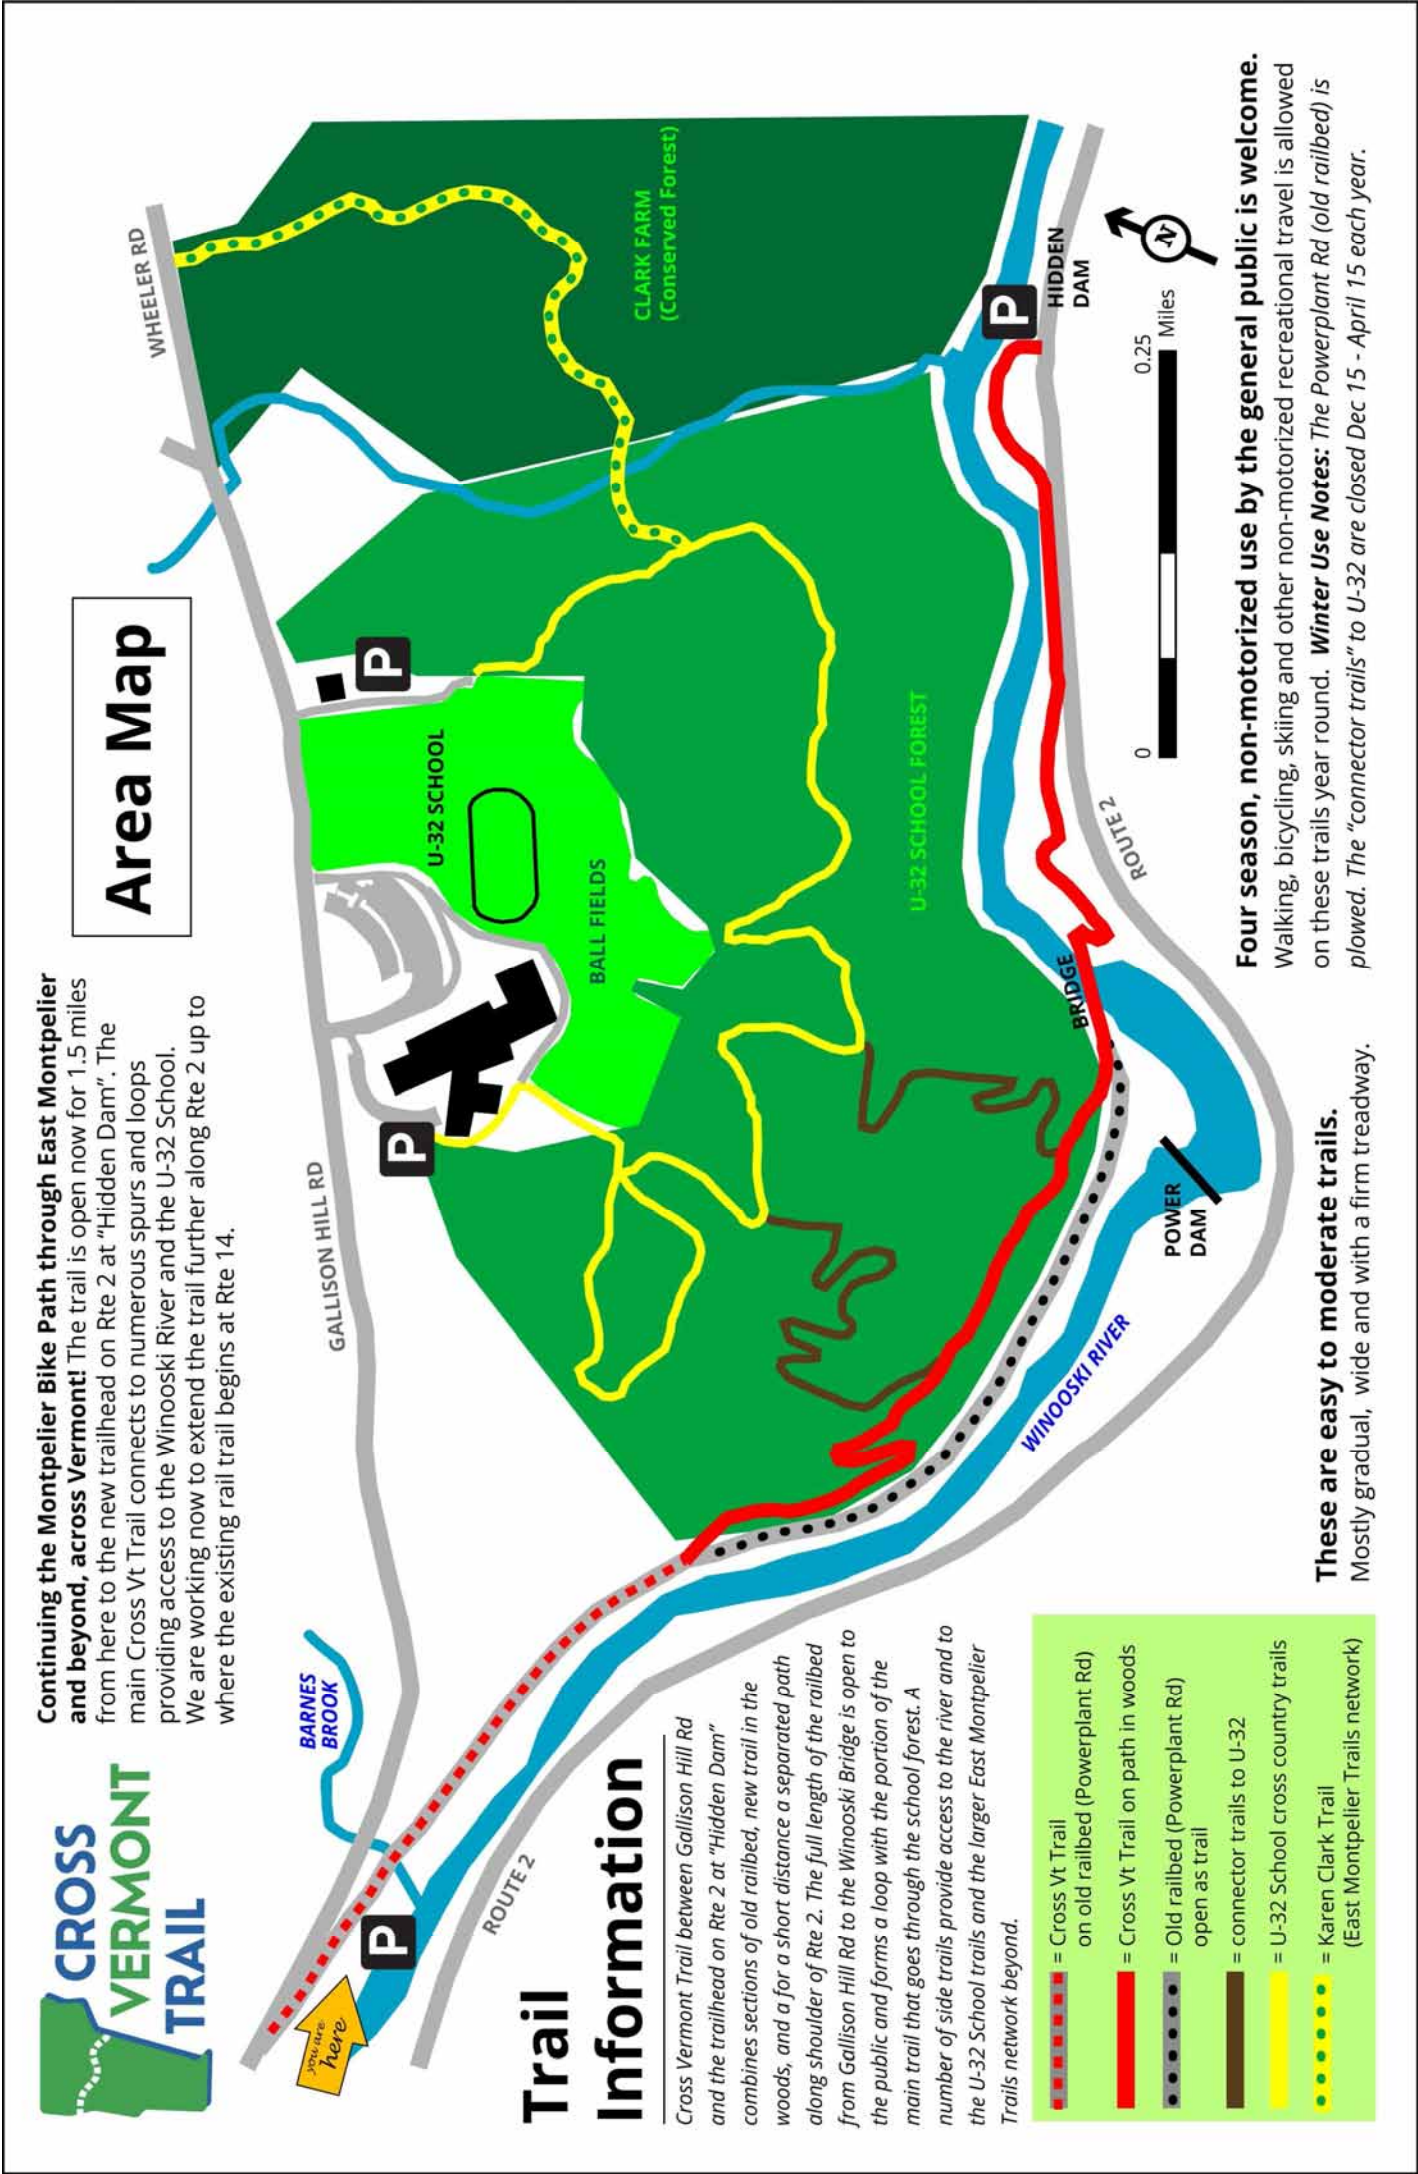 CROSS
VERMONT
TRAIL
Continuing the Montpelier Bike Path through East Montpelier
and beyond, across Vermont! The trail is open now for 1.5 miles
from here to the new trailhead on Rte 2 at "Hidden Dam". The
main Cross Vt Trail connects to numerous spurs and loops
providing access to the Winooski River and the U-32 School.
We are working now to extend the trail further along Rte 2 up to
where the existing rail trail begins at Rte 14.
Area Map
WHEELER RD
GALLISON HILL RD
BARNES
BROOK
P
P
P
P
U-32 SCHOOL
BALL FIELDS
CLARK FARM
(Conserved Forest)
U-32 SCHOOL FOREST
you are
here
ROUTE 2
WINOOSKI RIVER
POWER
DAM
BRIDGE
ROUTE 2
HIDDEN
DAM
N
0
0.25
Miles
Trail
Information
Cross Vermont Trail between Gallison Hill Rd
and the trailhead on Rte 2 at "Hidden Dam"
combines sections of old railbed, new trail in the
woods, and a for a short distance a separated path
along shoulder of Rte 2. The full length of the railbed
from Gallison Hill Rd to the Winooski Bridge is open to
the public and forms a loop with the portion of the
main trail that goes through the school forest. A
number of side trails provide access to the river and to
the U-32 School trails and the larger East Montpelier
Trails network beyond.
= Cross Vt Trail
on old railbed (Powerplant Rd)
= Cross Vt Trail on path in woods
= Old railbed (Powerplant Rd)
open as trail
= connector trails to U-32
= U-32 School cross country trails
= Karen Clark Trail
(East Montpelier Trails network)
These are easy to moderate trails.
Mostly gradual, wide and with a firm treadway.
Four season, non-motorized use by the general public is welcome.
Walking, bicycling, skiing and other non-motorized recreational travel is allowed
on these trails year round. Winter Use Notes: The Powerplant Rd (old railbed) is
plowed. The "connector trails" to U-32 are closed Dec 15 - April 15 each year.